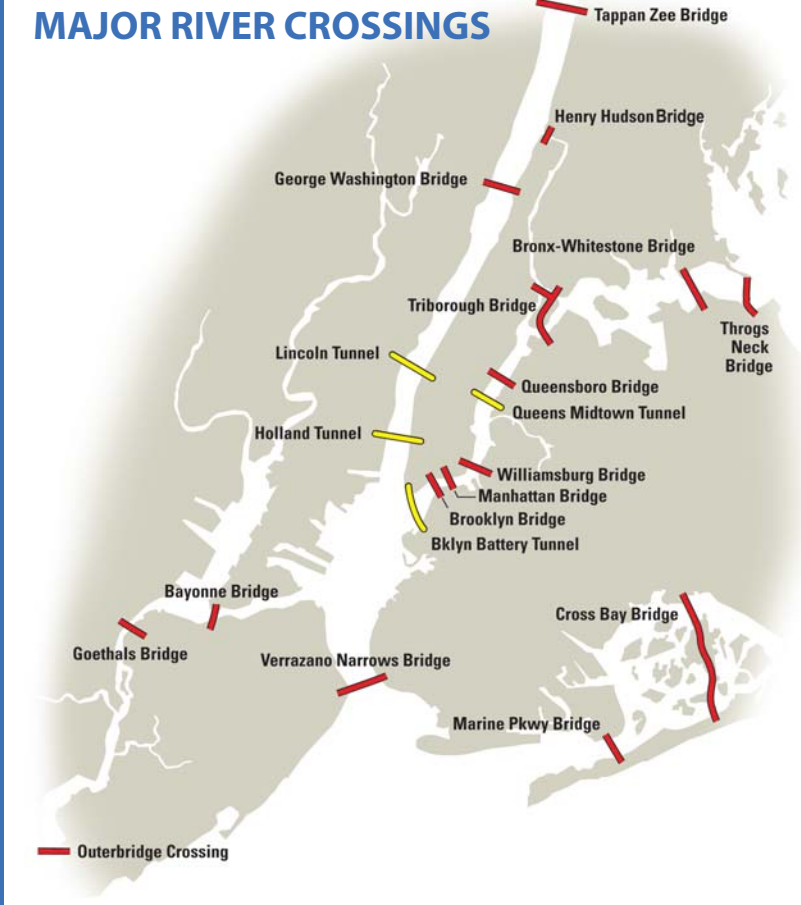 MAJOR RIVER CROSSINGS
Tappan Zee Bridge
Henry Hudson Bridge
George Washington Bridge
Bronx-Whitestone Bridge
Triborough Bridge
Throgs
Neck
Bridge
Lincoln Tunnel
Queensboro Bridge
Queens Midtown Tunnel
Holland Tunnel
Williamsburg Bridge
Manhattan Bridge
Brooklyn Bridge
Bklyn Battery Tunnel
Bayonne Bridge
Cross Bay Bridge
Goethals Bridge
Verrazano Narrows Bridge
Marine Pkwy Bridge
Outerbridge Crossing